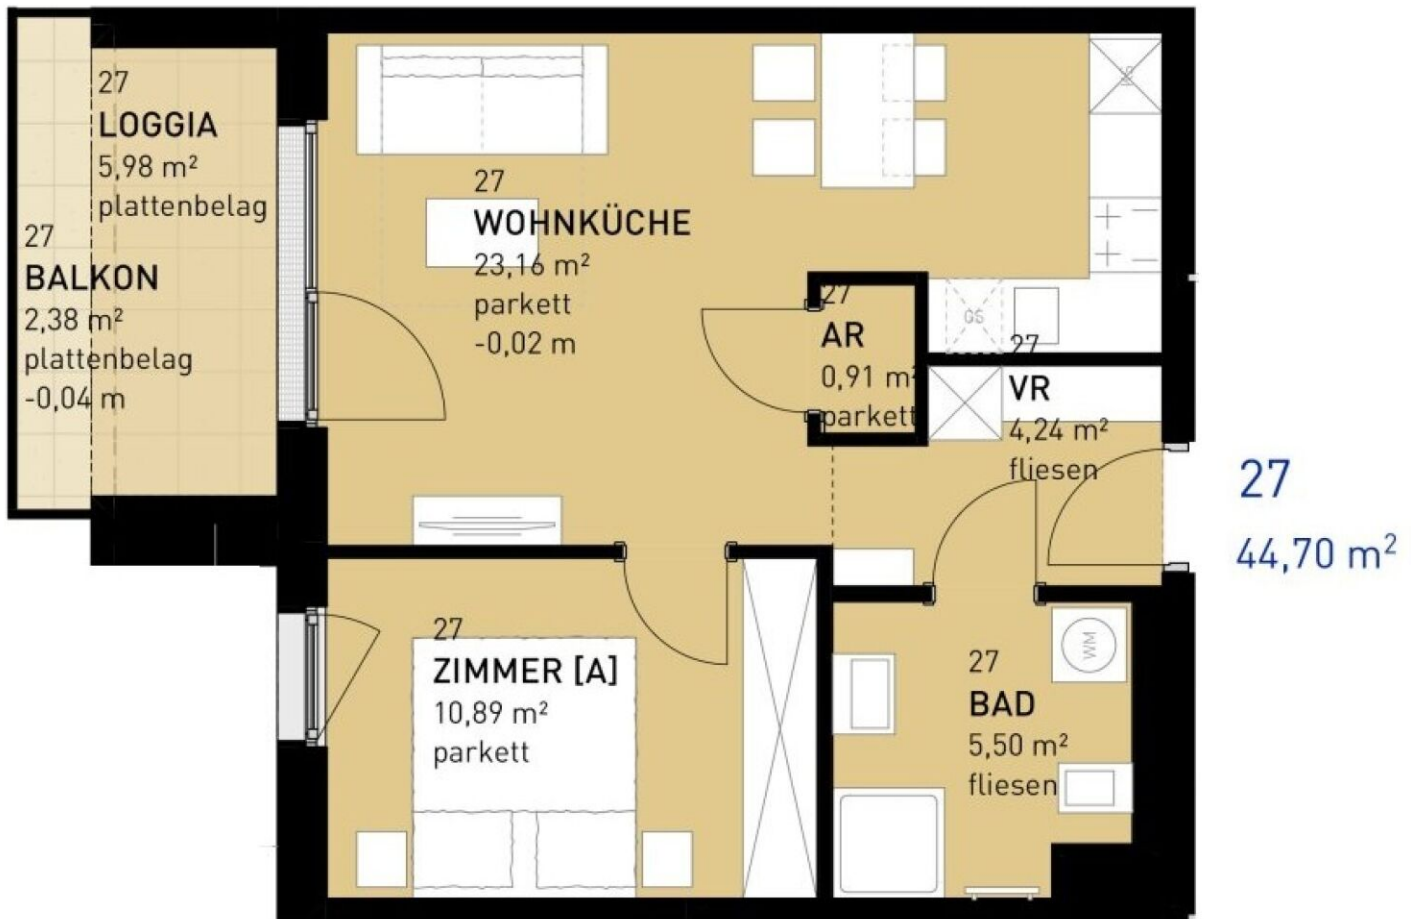 27
LOGGIA
5,98 m²
plattenbelag
27
BALKON
2,38 m²
plattenbelag
-0,04 m
27
WOHNKÜCHE
23,16 m²
parkett
-0,02 m
27
AR
0,91 m²
parkett
GS
27
VR
4,24 m²
fliesen
27
44,70 m²
27
ZIMMER [A]
10,89 m²
parkett
27
BAD
5,50 m²
fliesen
WM